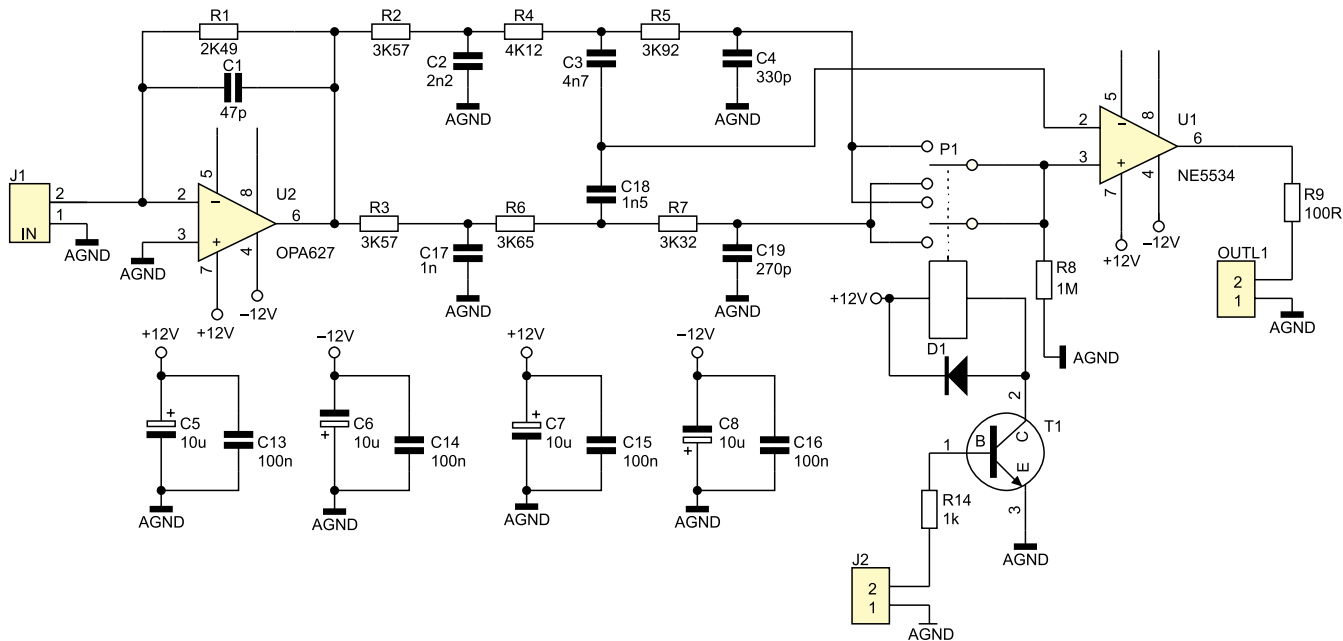 R1
2K49
C1
47p
R2
3K57
C2
2n2
AGND
R4
4K12
C3
4n7
R5
3K92
C4
330p
AGND
J1
2
1
IN
AGND
AGND
2
3
5
8
7
4
6
U2
OPA627
+12V
–12V
R3
3K57
C17
1n
AGND
R6
3K65
C18
1n5
R7
3K32
C19
270p
AGND
P1
2
3
5
8
7
4
6
U1
NE5534
+12V
–12V
R9
100R
OUTL1
2
1
AGND
R8
1M
AGND
+12V
D1
2
T1
B
C
E
1
3
AGND
R14
1k
J2
2
1
AGND
+12V
+
C5
10u
C13
100n
AGND
–12V
C6
10u
+
C14
100n
AGND
+12V
+
C7
10u
C15
100n
AGND
–12V
C8
10u
+
C16
100n
AGND